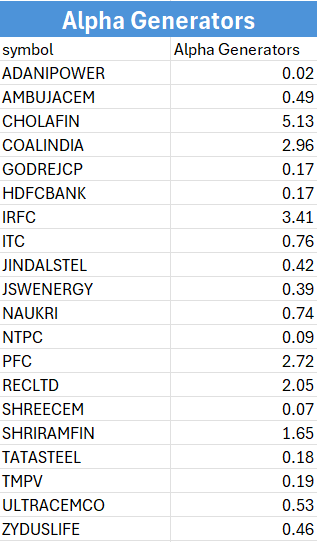 Alpha Generators
symbol Alpha Generators
ADANIPOWER 0.02
AMBUJACEM 0.49
CHOLAFIN 5.13
COALINDIA 2.96
GODREJCP 0.17
HDFCBANK 0.17
IRFC 3.41
ITC 0.76
JINDALSTEL 0.42
JSWENERGY 0.39
NAUKRI 0.74
NTPC 0.09
PFC 2.72
RECLTD 2.05
SHREECEM 0.07
SHRIRAMFIN 1.65
TATASTEEL 0.18
TMPV 0.19
ULTRACEMCO 0.53
ZYDUSLIFE 0.46